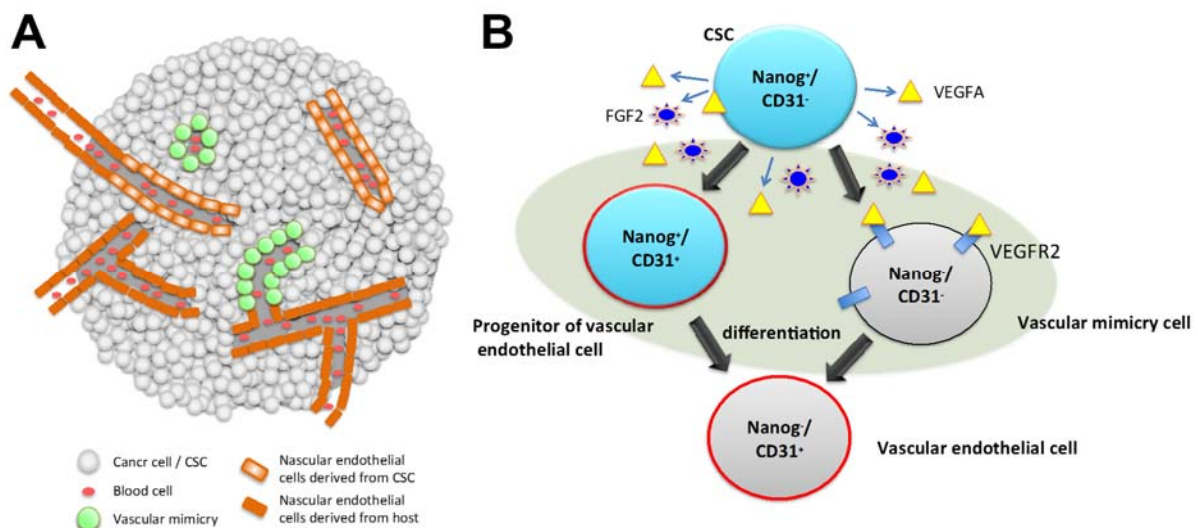 A
Cancr cell / CSC
Blood cell
Vascular mimicry
Nascular endothelial
cells derived from CSC
Nascular endothelial
cells derived from host
B
CSC
Nanog⁺/
CD31⁻
VEGFA
FGF2
Nanog⁺/
CD31⁺
VEGFR2
Nanog⁻/
CD31⁻
Progenitor of vascular
endothelial cell
differentiation
Vascular mimicry cell
Nanog⁻/
CD31⁺
Vascular endothelial cell